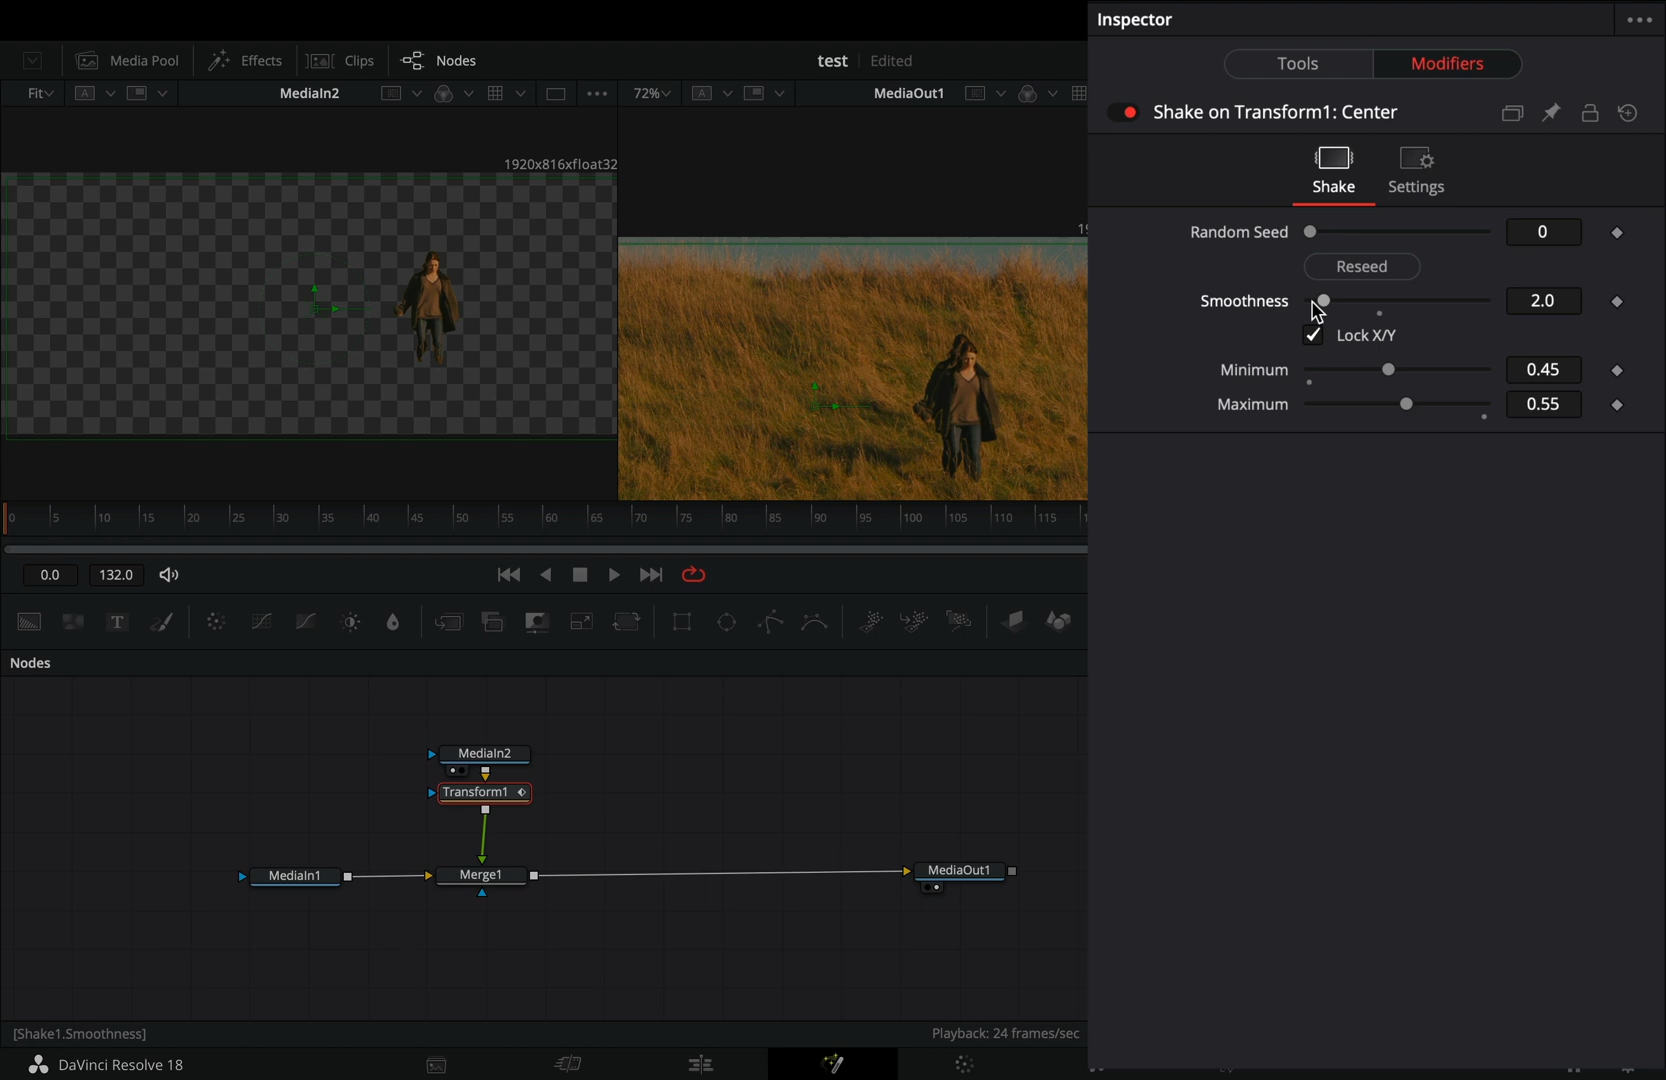 Inspector
Media Pool Effects Clips Nodes test Edited
Tools Modifiers
Fit MediaIn2 72% MediaOut1
Shake on Transform1: Center
1920x816xfloat32
Shake Settings
19
Random Seed 0
Reseed
Smoothness 2.0
Lock X/Y
Minimum 0.45
Maximum 0.55
0 5 10 15 20 25 30 35 40 45 50 55 60 65 70 75 80 85 90 95 100 105 110 115 1
0.0 132.0
T
Nodes
MediaIn2
Transform1
MediaIn1 Merge1 MediaOut1
[Shake1.Smoothness] Playback: 24 frames/sec
DaVinci Resolve 18